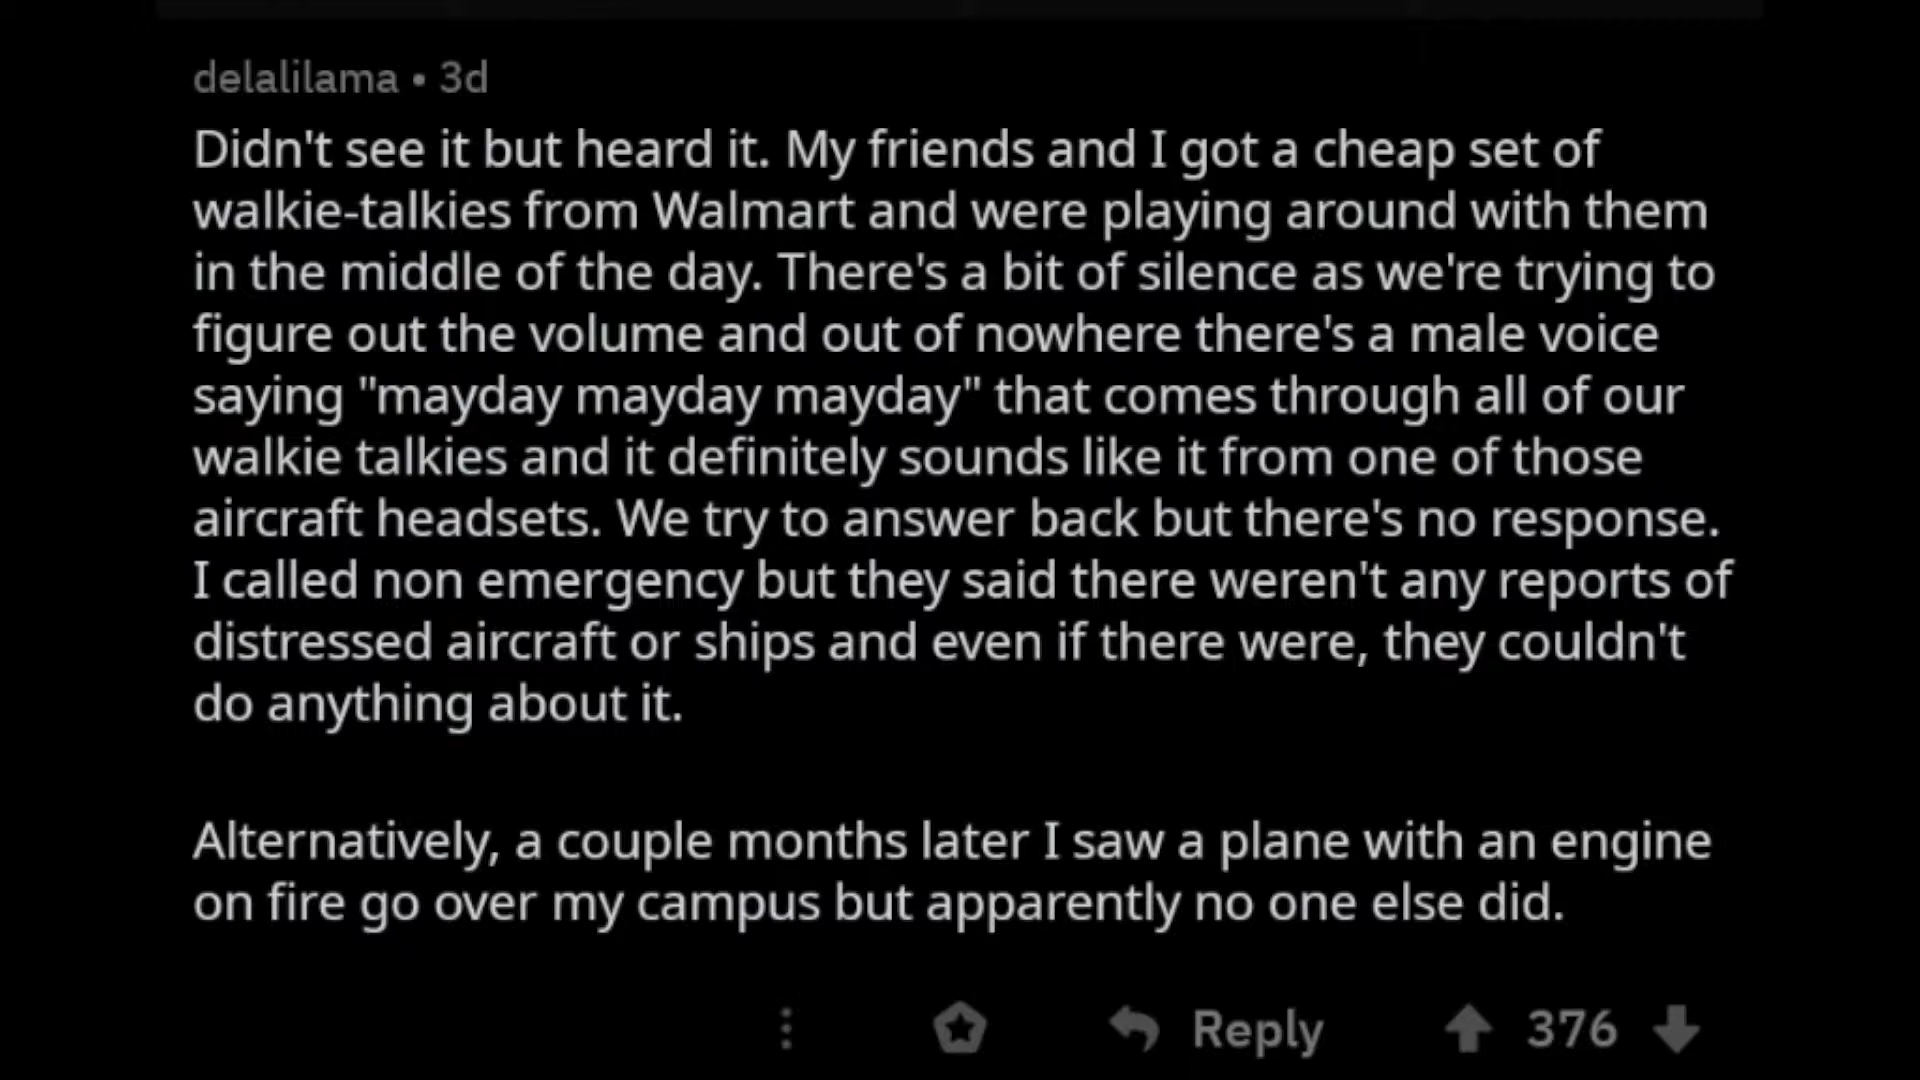 delalilama • 3d
Didn't see it but heard it. My friends and I got a cheap set of
walkie-talkies from Walmart and were playing around with them
in the middle of the day. There's a bit of silence as we're trying to
figure out the volume and out of nowhere there's a male voice
saying "mayday mayday mayday" that comes through all of our
walkie talkies and it definitely sounds like it from one of those
aircraft headsets. We try to answer back but there's no response.
I called non emergency but they said there weren't any reports of
distressed aircraft or ships and even if there were, they couldn't
do anything about it.
Alternatively, a couple months later I saw a plane with an engine
on fire go over my campus but apparently no one else did.
Reply 376